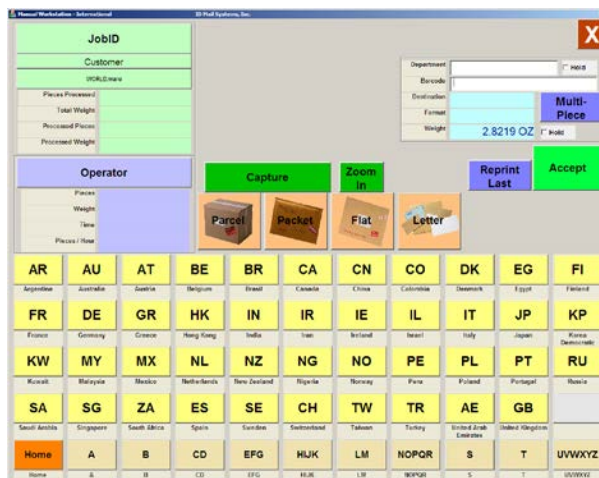 Manual Workstation - International
ID Mail Systems, Inc.
X
JobID
Customer
WORLDmark
Pieces Processed
Total Weight
Processed Pieces
Processed Weight
Department
Hold
Barcode
Destination
Format
Multi-Piece
Weight
2.8219 OZ
Hold
Operator
Pieces
Weight
Time
Pieces / Hour
Capture
Zoom In
Reprint Last
Accept
Parcel
Packet
Flat
Letter
AR AU AT BE BR CA CN CO DK EG FI
Argentina Australia Austria Belgium Brasil Canada China Colombia Denmark Egypt Finland
FR DE GR HK IN IR IE IL IT JP KP
France Germany Greece Hong Kong India Iran Ireland Israel Italy Japan Korea Democratic
KW MY MX NL NZ NG NO PE PL PT RU
Kuwait Malaysia Mexico Netherlands New Zealand Nigeria Norway Peru Poland Portugal Russia
SA SG ZA ES SE CH TW TR AE GB
Saudi Arabia Singapore South Africa Spain Sweden Switzerland Taiwan Turkey United Arab Emirates United Kingdom
Home A B CD EFG HIJK LM NOPQR S T UVWXYZ
Home A B CD EFG HIJK LM NOPQR S T UVWXYZ